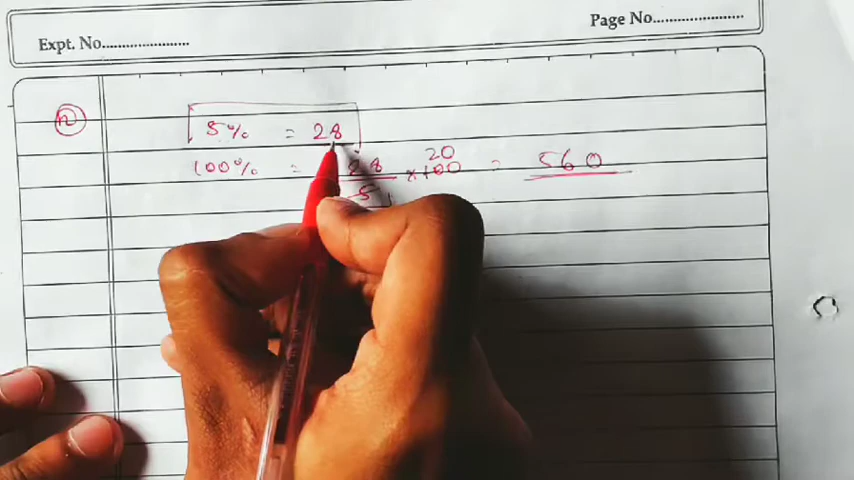 Page No.......................
Expt. No.......................
n
5% = 28
100% = 28/5 × 100 20 = 560